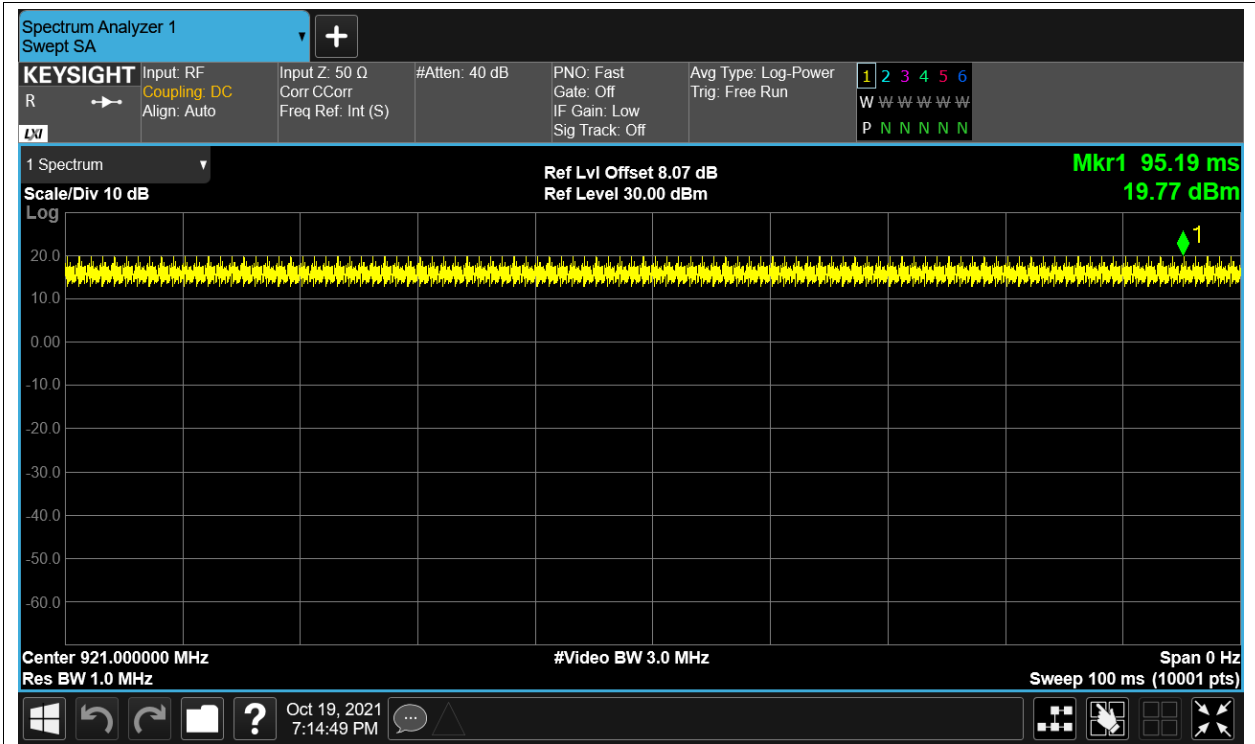 Spectrum Analyzer 1
Swept SA
+
KEYSIGHT
R
LXI
Input: RF
Coupling: DC
Align: Auto
Input Z: 50 Ω
Corr CCorr
Freq Ref: Int (S)
#Atten: 40 dB
PNO: Fast
Gate: Off
IF Gain: Low
Sig Track: Off
Avg Type: Log-Power
Trig: Free Run
1 2 3 4 5 6
W W W W W W
P N N N N N
1 Spectrum
Scale/Div 10 dB
Log
Ref Lvl Offset 8.07 dB
Ref Level 30.00 dBm
Mkr1 95.19 ms
19.77 dBm
1
20.0
10.0
0.00
-10.0
-20.0
-30.0
-40.0
-50.0
-60.0
Center 921.000000 MHz
Res BW 1.0 MHz
#Video BW 3.0 MHz
Span 0 Hz
Sweep 100 ms (10001 pts)
?
Oct 19, 2021
7:14:49 PM